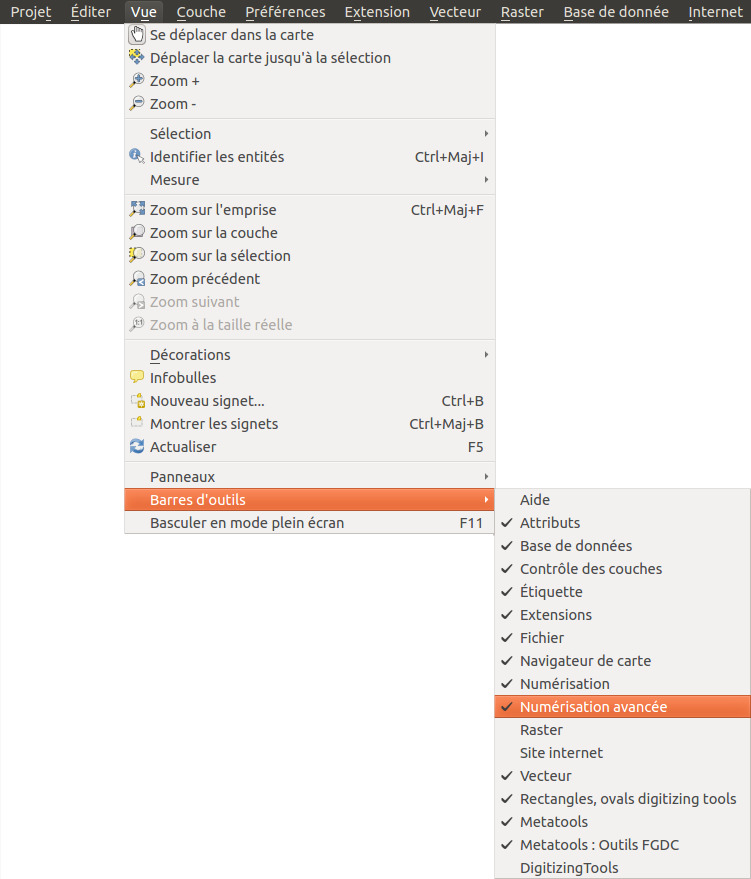 Projet Éditer Vue Couche Préférences Extension Vecteur Raster Base de donnée Internet
Se déplacer dans la carte
Déplacer la carte jusqu'à la sélection
Zoom +
Zoom -
Sélection
Identifier les entités Ctrl+Maj+I
Mesure
Zoom sur l'emprise Ctrl+Maj+F
Zoom sur la couche
Zoom sur la sélection
Zoom précédent
Zoom suivant
Zoom à la taille réelle
Décorations
Infobulles
Nouveau signet... Ctrl+B
Montrer les signets Ctrl+Maj+B
Actualiser F5
Panneaux
Barres d'outils
Basculer en mode plein écran F11
Aide
Attributs
Base de données
Contrôle des couches
Étiquette
Extensions
Fichier
Navigateur de carte
Numérisation
Numérisation avancée
Raster
Site internet
Vecteur
Rectangles, ovals digitizing tools
Metatools
Metatools : Outils FGDC
DigitizingTools